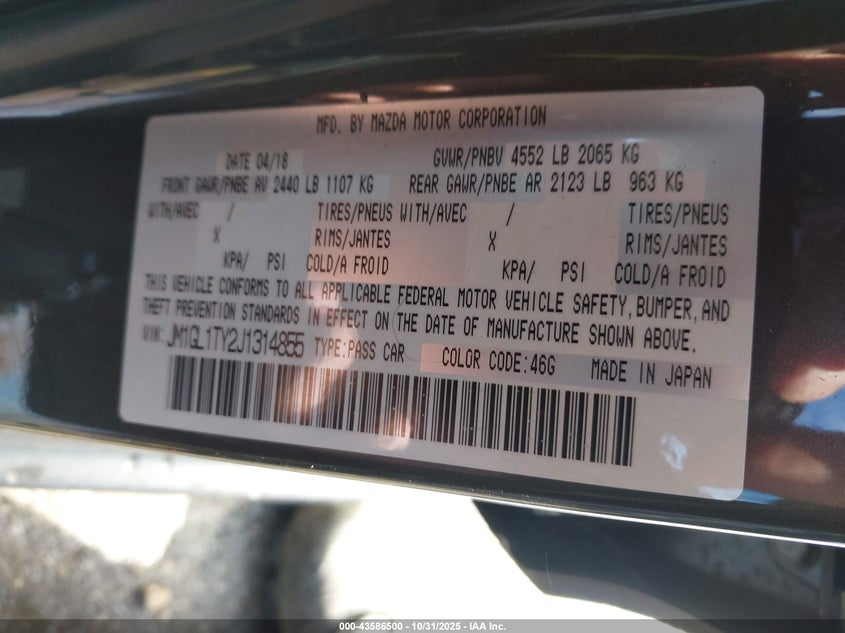 MFD. BY MAZDA MOTOR CORPORATION
DATE 04/18 GVWR/PNBV 4552 LB 2065 KG
FRONT GAWR/PNBE AV 2440 LB 1107 KG REAR GAWR/PNBE AR 2123 LB 963 KG
WITH/AVEC / TIRES/PNEUS WITH/AVEC / TIRES/PNEUS
X RIMS/JANTES X RIMS/JANTES
KPA/ PSI COLD/A FROID KPA/ PSI COLD/A FROID
THIS VEHICLE CONFORMS TO ALL APPLICABLE FEDERAL MOTOR VEHICLE SAFETY, BUMPER, AND
THEFT PREVENTION STANDARDS IN EFFECT ON THE DATE OF MANUFACTURE SHOWN ABOVE.
VIN: JM1GL1TY2J1314855 TYPE:PASS CAR COLOR CODE:46G MADE IN JAPAN
000-43586500 - 10/31/2025 - IAA Inc.